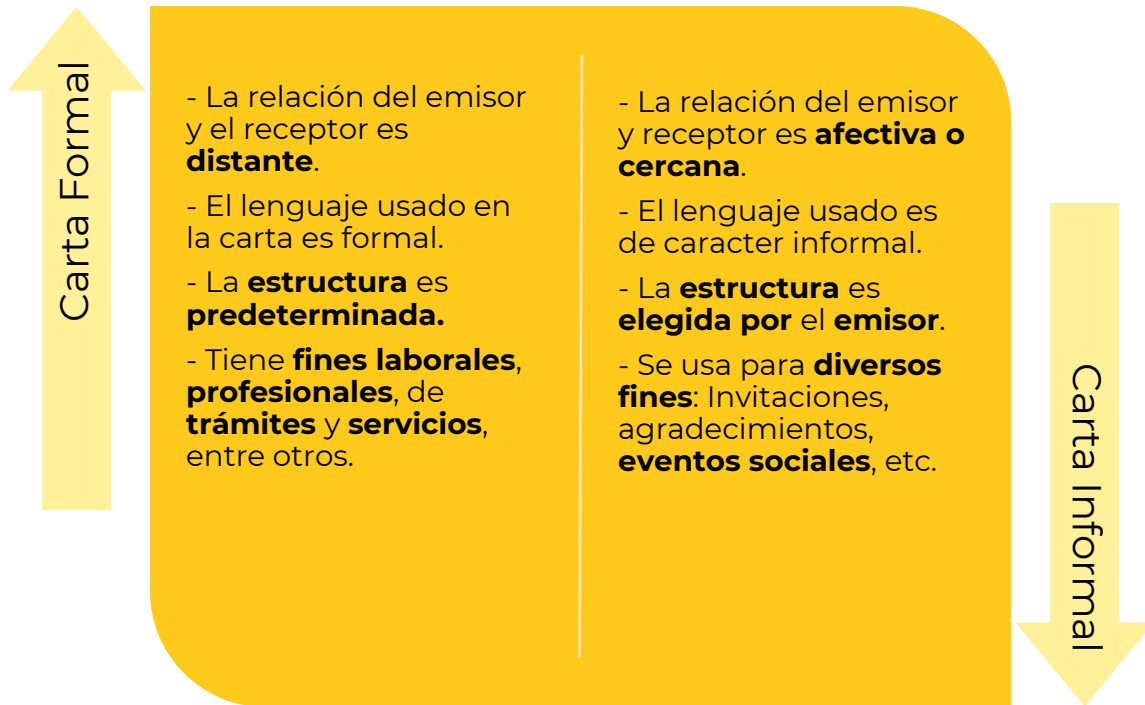 Carta Formal
- La relación del emisor
y el receptor es
distante.
- El lenguaje usado en
la carta es formal.
- La estructura es
predeterminada.
- Tiene fines laborales,
profesionales, de
trámites y servicios,
entre otros.
- La relación del emisor
y receptor es afectiva o
cercana.
- El lenguaje usado es
de caracter informal.
- La estructura es
elegida por el emisor.
- Se usa para diversos
fines: Invitaciones,
agradecimientos,
eventos sociales, etc.
Carta Informal